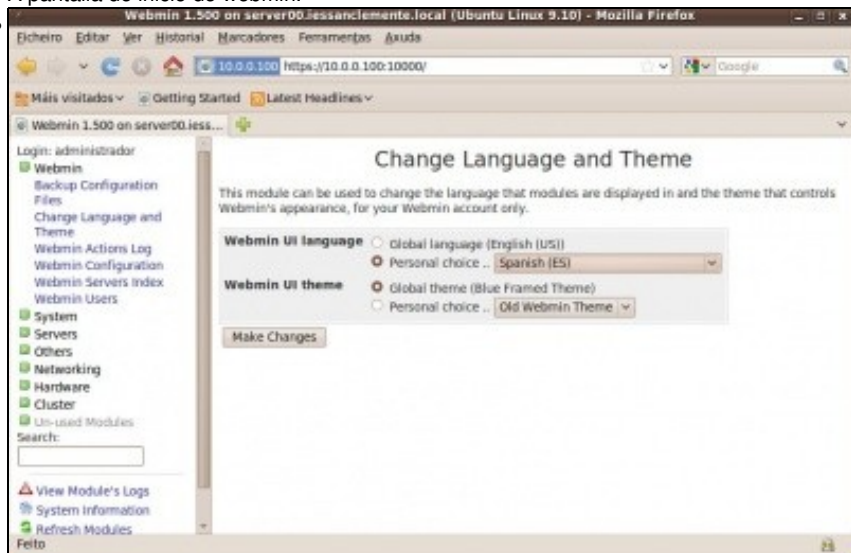 A pantalla de inicio de webmin.
Webmin 1.500 on server00.iessanclemente.local (Ubuntu Linux 9.10) - Mozilla Firefox
Eicheiro Editar Ver Historial Marcadores Ferramentas Axuda
10.0.0.100 https://10.0.0.100:10000/
Google
Máis visitados Getting Started Latest Headlines
Webmin 1.500 on server00.iess...
Login: administrador
Webmin
Backup Configuration
Files
Change Language and
Theme
Webmin Actions Log
Webmin Configuration
Webmin Servers Index
Webmin Users
System
Servers
Others
Networking
Hardware
Cluster
Un-used Modules
Search:
View Module's Logs
System Information
Refresh Modules
Change Language and Theme
This module can be used to change the language that modules are displayed in and the theme that controls
Webmin's appearance, for your Webmin account only.
Webmin UI language Global language (English (US))
Personal choice .. Spanish (ES)
Webmin UI theme Global theme (Blue Framed Theme)
Personal choice .. Old Webmin Theme
Make Changes
Feito